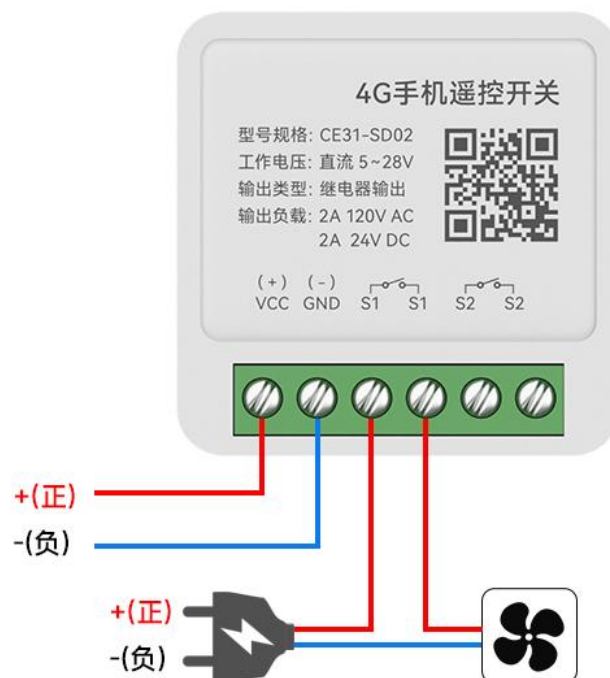 4G手机遥控开关
型号规格: CE31-SD02
工作电压: 直流 5~28V
输出类型: 继电器输出
输出负载: 2A 120V AC
2A 24V DC
(+) (-)
VCC GND S1 S1 S2 S2
+(正)
-(负)
+(正)
-(负)